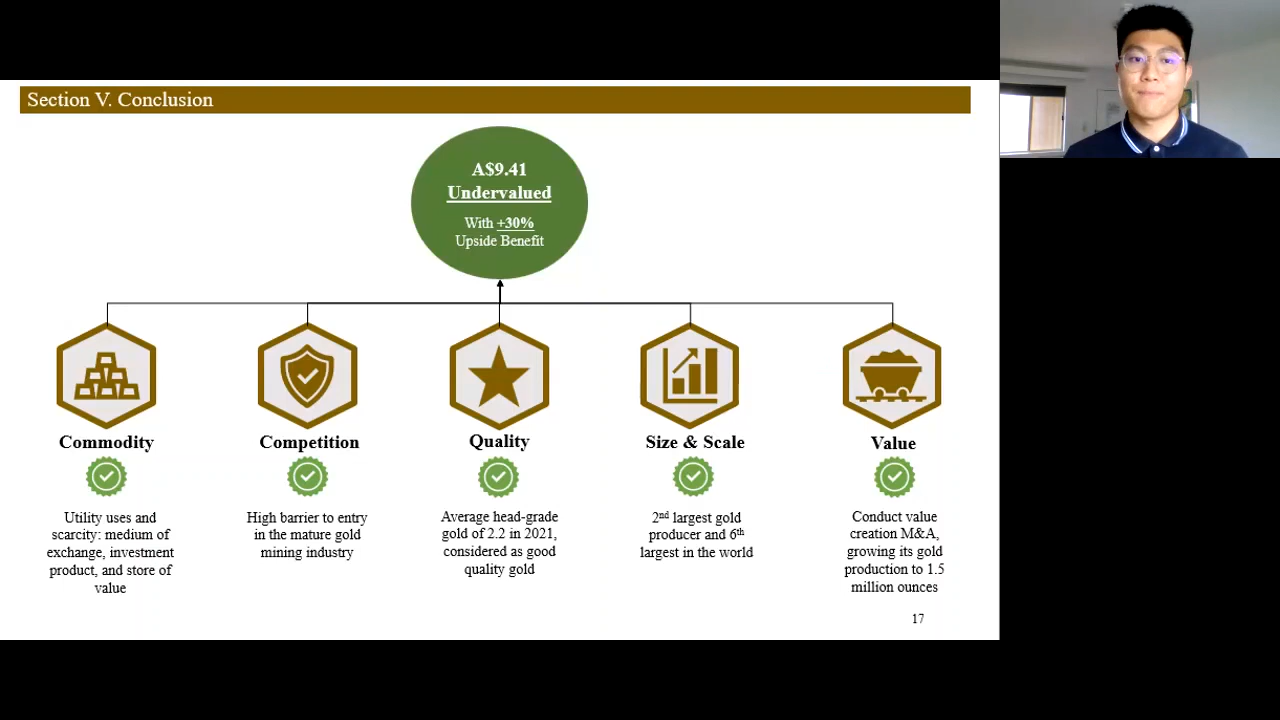 Section V. Conclusion
A$9.41
Undervalued
With +30%
Upside Benefit
Commodity
Utility uses and
scarcity: medium of
exchange, investment
product, and store of
value
Competition
High barrier to entry
in the mature gold
mining industry
Quality
Average head-grade
gold of 2.2 in 2021,
considered as good
quality gold
Size & Scale
2nd largest gold
producer and 6th
largest in the world
Value
Conduct value
creation M&A,
growing its gold
production to 1.5
million ounces
17